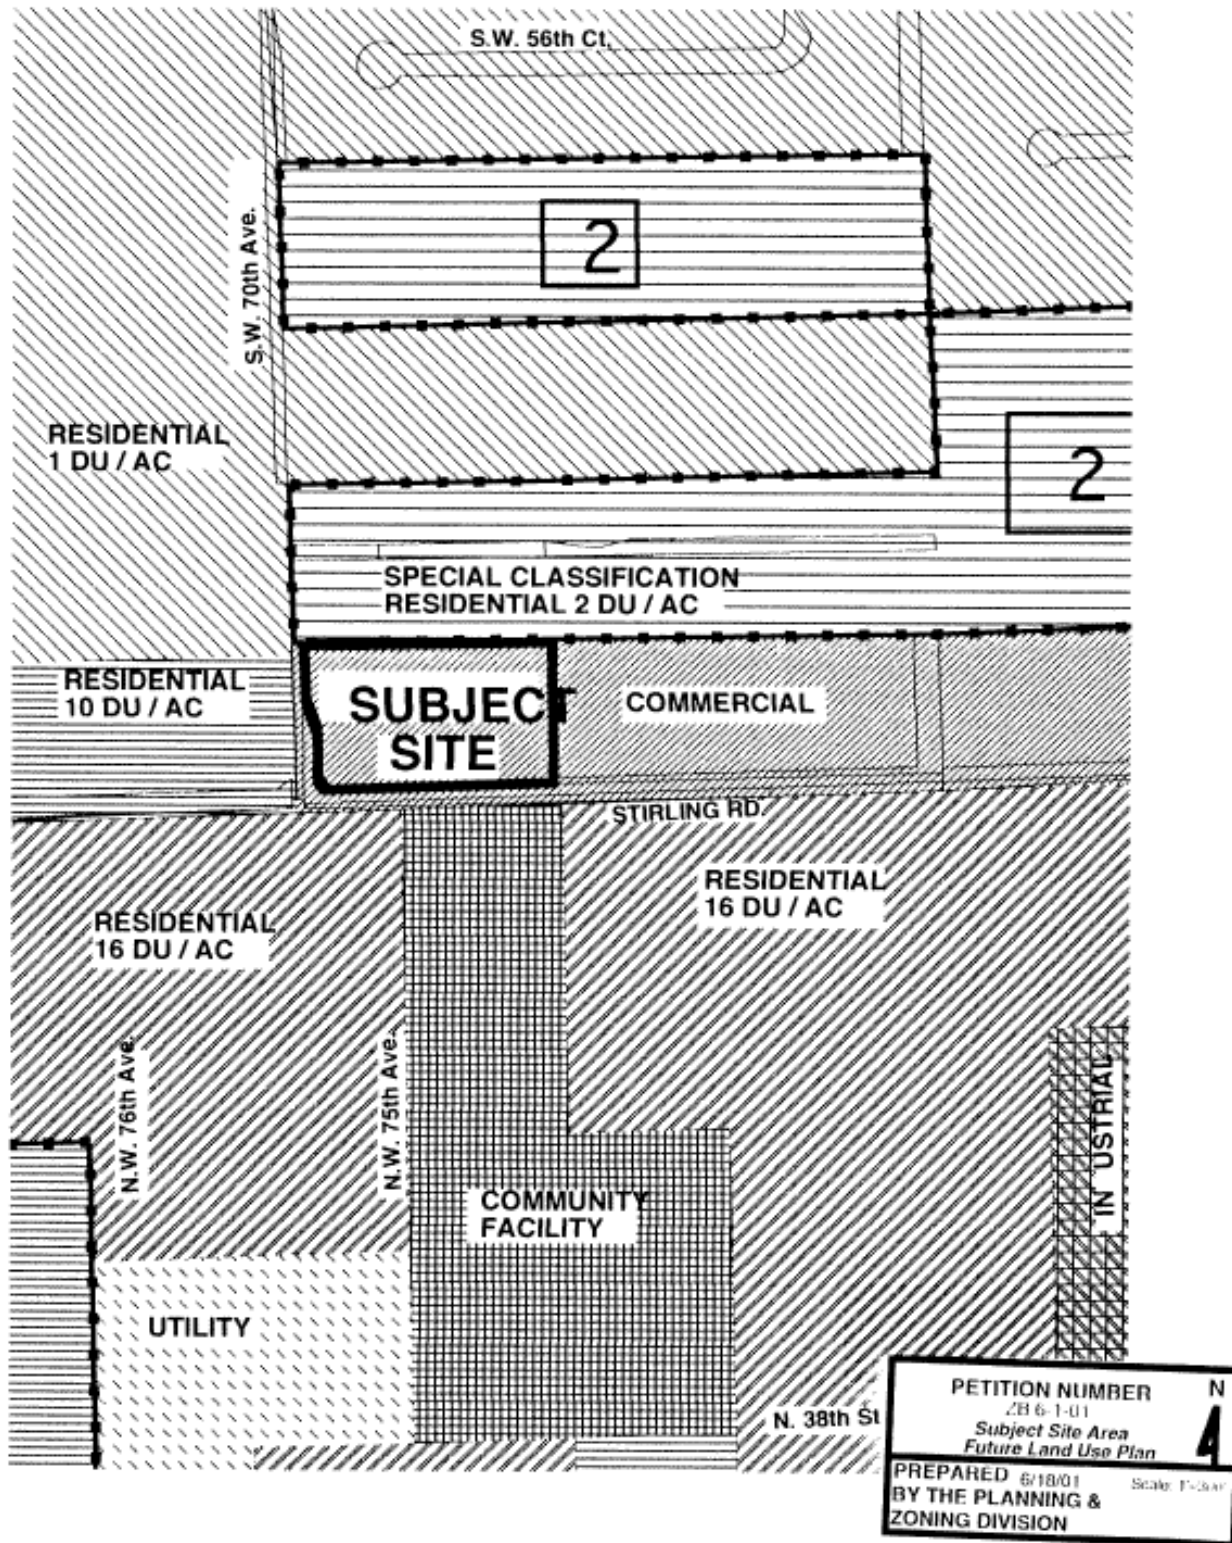 S.W. 56th Ct.
2
S.W. 70th Ave.
RESIDENTIAL
1 DU / AC
2
SPECIAL CLASSIFICATION
RESIDENTIAL 2 DU / AC
RESIDENTIAL
10 DU / AC
SUBJECT
SITE
COMMERCIAL
STIRLING RD.
RESIDENTIAL
16 DU / AC
RESIDENTIAL
16 DU / AC
N.W. 76th Ave.
N.W. 75th Ave.
IN USTRIAL
COMMUNITY
FACILITY
UTILITY
N. 38th St
PETITION NUMBER
N
ZB 6-1-01
Subject Site Area
Future Land Use Plan
PREPARED 6/18/01
Scale:
BY THE PLANNING &
ZONING DIVISION